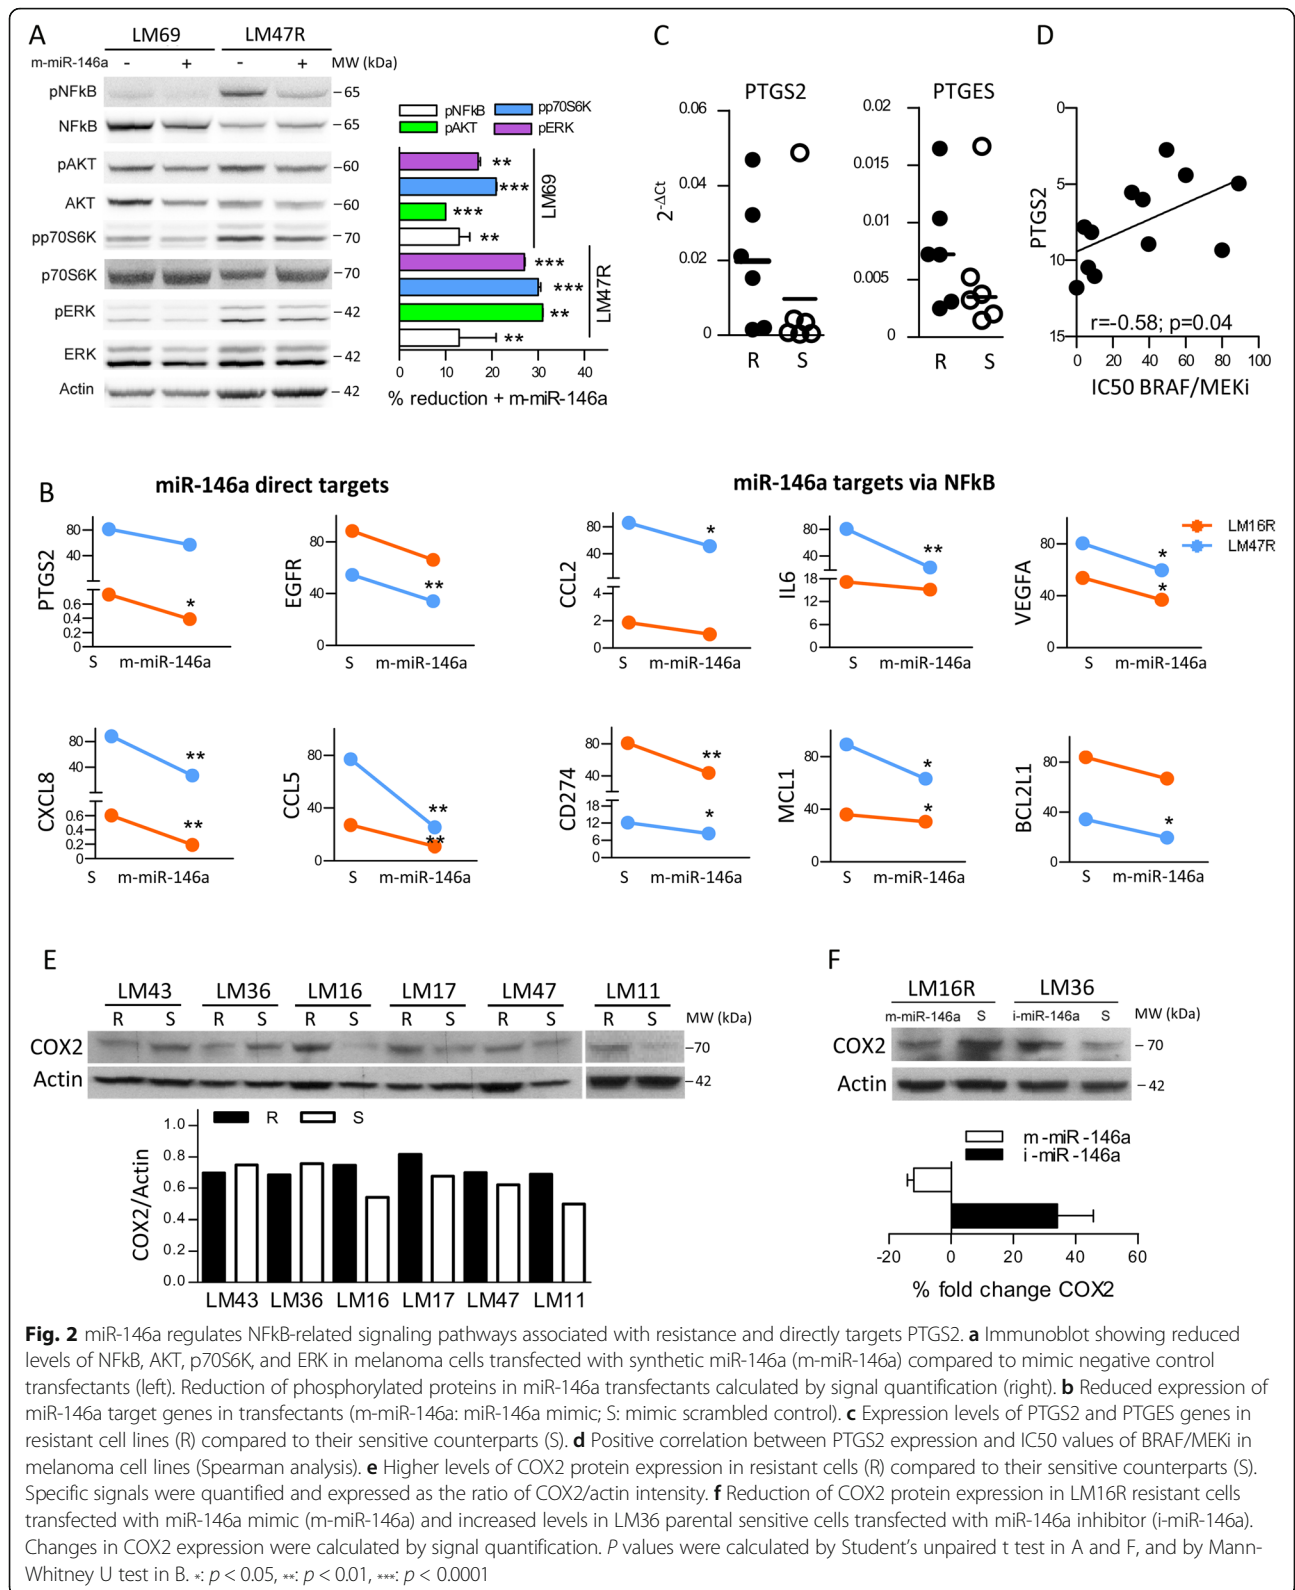 A
LM69 LM47R
m-miR-146a - + - + MW (kDa)
pNFkB –65
NFkB –65
pAKT –60
AKT –60
pp70S6K –70
p70S6K –70
pERK –42
ERK –42
Actin –42
pNFkB pp70S6K
pAKT pERK
** 
***
***
**
LM69
***
***
**
**
LM47R
0 10 20 30 40
% reduction + m-miR-146a
C
PTGS2
0.06
0.04
0.02
0
2-ΔCt
R S
PTGES
0.02
0.015
0.01
0.005
0
R S
D
0
5
10
15
PTGS2
r=-0.58; p=0.04
0 20 40 60 80 100
IC50 BRAF/MEKi
B
miR-146a direct targets
miR-146a targets via NFkB
LM16R
LM47R
PTGS2
80
40
0.6
0.2
0
*
S m-miR-146a
EGFR
80
40
0
**
S m-miR-146a
CCL2
80
40
4
2
0
*
S m-miR-146a
IL6
80
40
18
12
6
0
**
S m-miR-146a
VEGFA
80
40
0
*
*
S m-miR-146a
CXCL8
80
40
0.6
0.4
0.2
0
**
**
S m-miR-146a
CCL5
80
40
0
**
**
S m-miR-146a
CD274
80
40
18
12
6
0
**
*
S m-miR-146a
MCL1
80
40
0
*
*
S m-miR-146a
BCL2L1
80
40
0
*
S m-miR-146a
E
LM43 LM36 LM16 LM17 LM47 LM11
R S R S R S R S R S R S MW (kDa)
COX2 –70
Actin –42
R S
1.0
0.8
0.6
0.4
0.2
0.0
COX2/Actin
LM43 LM36 LM16 LM17 LM47 LM11
F
LM16R LM36
m-miR-146a S i-miR-146a S MW (kDa)
COX2 –70
Actin –42
m-miR-146a
i-miR-146a
-20 0 20 40 60
% fold change COX2
Fig. 2 miR-146a regulates NFkB-related signaling pathways associated with resistance and directly targets PTGS2. a Immunoblot showing reduced
levels of NFkB, AKT, p70S6K, and ERK in melanoma cells transfected with synthetic miR-146a (m-miR-146a) compared to mimic negative control
transfectants (left). Reduction of phosphorylated proteins in miR-146a transfectants calculated by signal quantification (right). b Reduced expression of
miR-146a target genes in transfectants (m-miR-146a: miR-146a mimic; S: mimic scrambled control). c Expression levels of PTGS2 and PTGES genes in
resistant cell lines (R) compared to their sensitive counterparts (S). d Positive correlation between PTGS2 expression and IC50 values of BRAF/MEKi in
melanoma cell lines (Spearman analysis). e Higher levels of COX2 protein expression in resistant cells (R) compared to their sensitive counterparts (S).
Specific signals were quantified and expressed as the ratio of COX2/actin intensity. f Reduction of COX2 protein expression in LM16R resistant cells
transfected with miR-146a mimic (m-miR-146a) and increased levels in LM36 parental sensitive cells transfected with miR-146a inhibitor (i-miR-146a).
Changes in COX2 expression were calculated by signal quantification. P values were calculated by Student's unpaired t test in A and F, and by Mann-
Whitney U test in B. *: p < 0.05, **: p < 0.01, ***: p < 0.0001